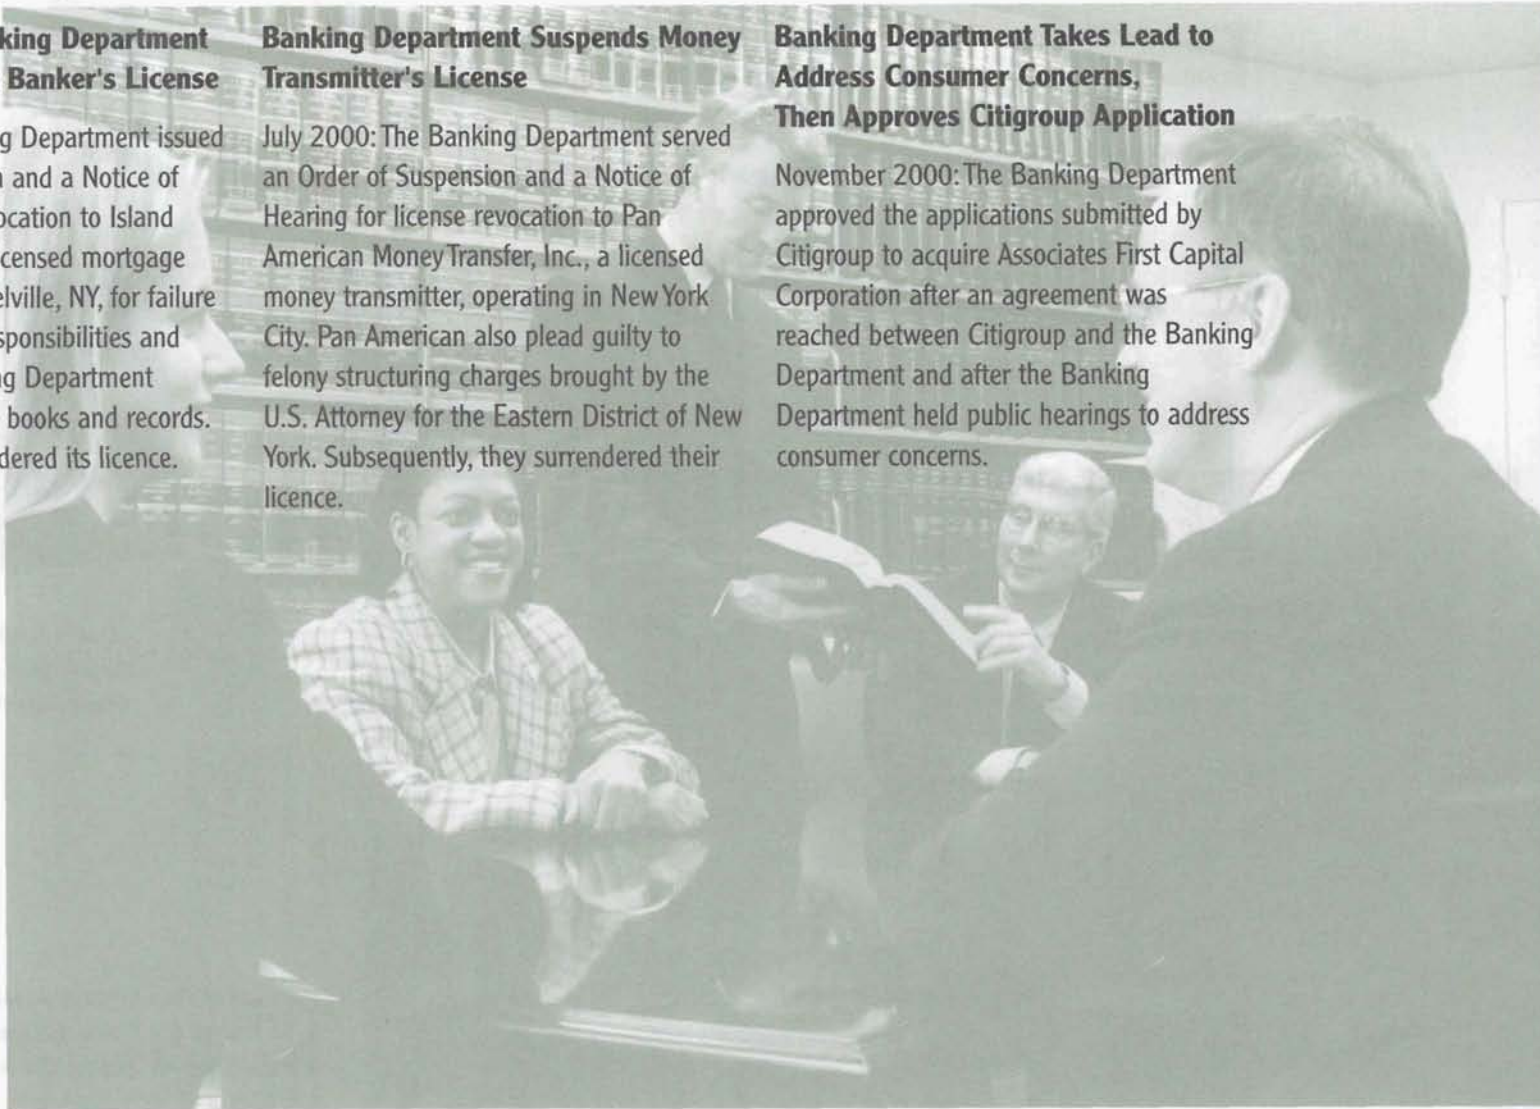 king Department
Banker's License
g Department issued
and a Notice of
ocation to Island
censed mortgage
elville, NY, for failure
sponsibilities and
g Department
books and records.
dered its licence.
Banking Department Suspends Money
Transmitter's License
July 2000: The Banking Department served
an Order of Suspension and a Notice of
Hearing for license revocation to Pan
American Money Transfer, Inc., a licensed
money transmitter, operating in New York
City. Pan American also plead guilty to
felony structuring charges brought by the
U.S. Attorney for the Eastern District of New
York. Subsequently, they surrendered their
licence.
Banking Department Takes Lead to
Address Consumer Concerns,
Then Approves Citigroup Application
November 2000: The Banking Department
approved the applications submitted by
Citigroup to acquire Associates First Capital
Corporation after an agreement was
reached between Citigroup and the Banking
Department and after the Banking
Department held public hearings to address
consumer concerns.